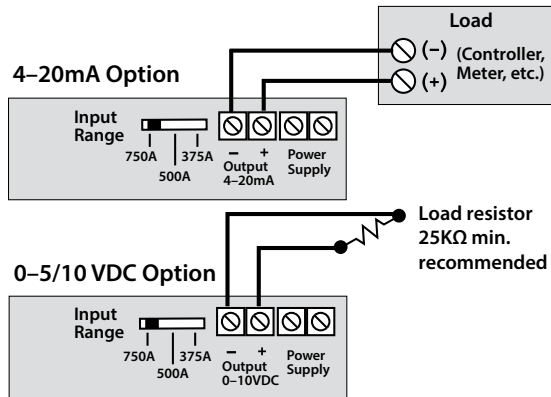 Load
(−) (Controller,
(+) Meter, etc.)
4–20mA Option
Input
Range
750A
500A
375A
− +
Output
4–20mA
Power
Supply
Load resistor
25KΩ min.
recommended
0–5/10 VDC Option
Input
Range
750A
500A
375A
− +
Output
0–10VDC
Power
Supply